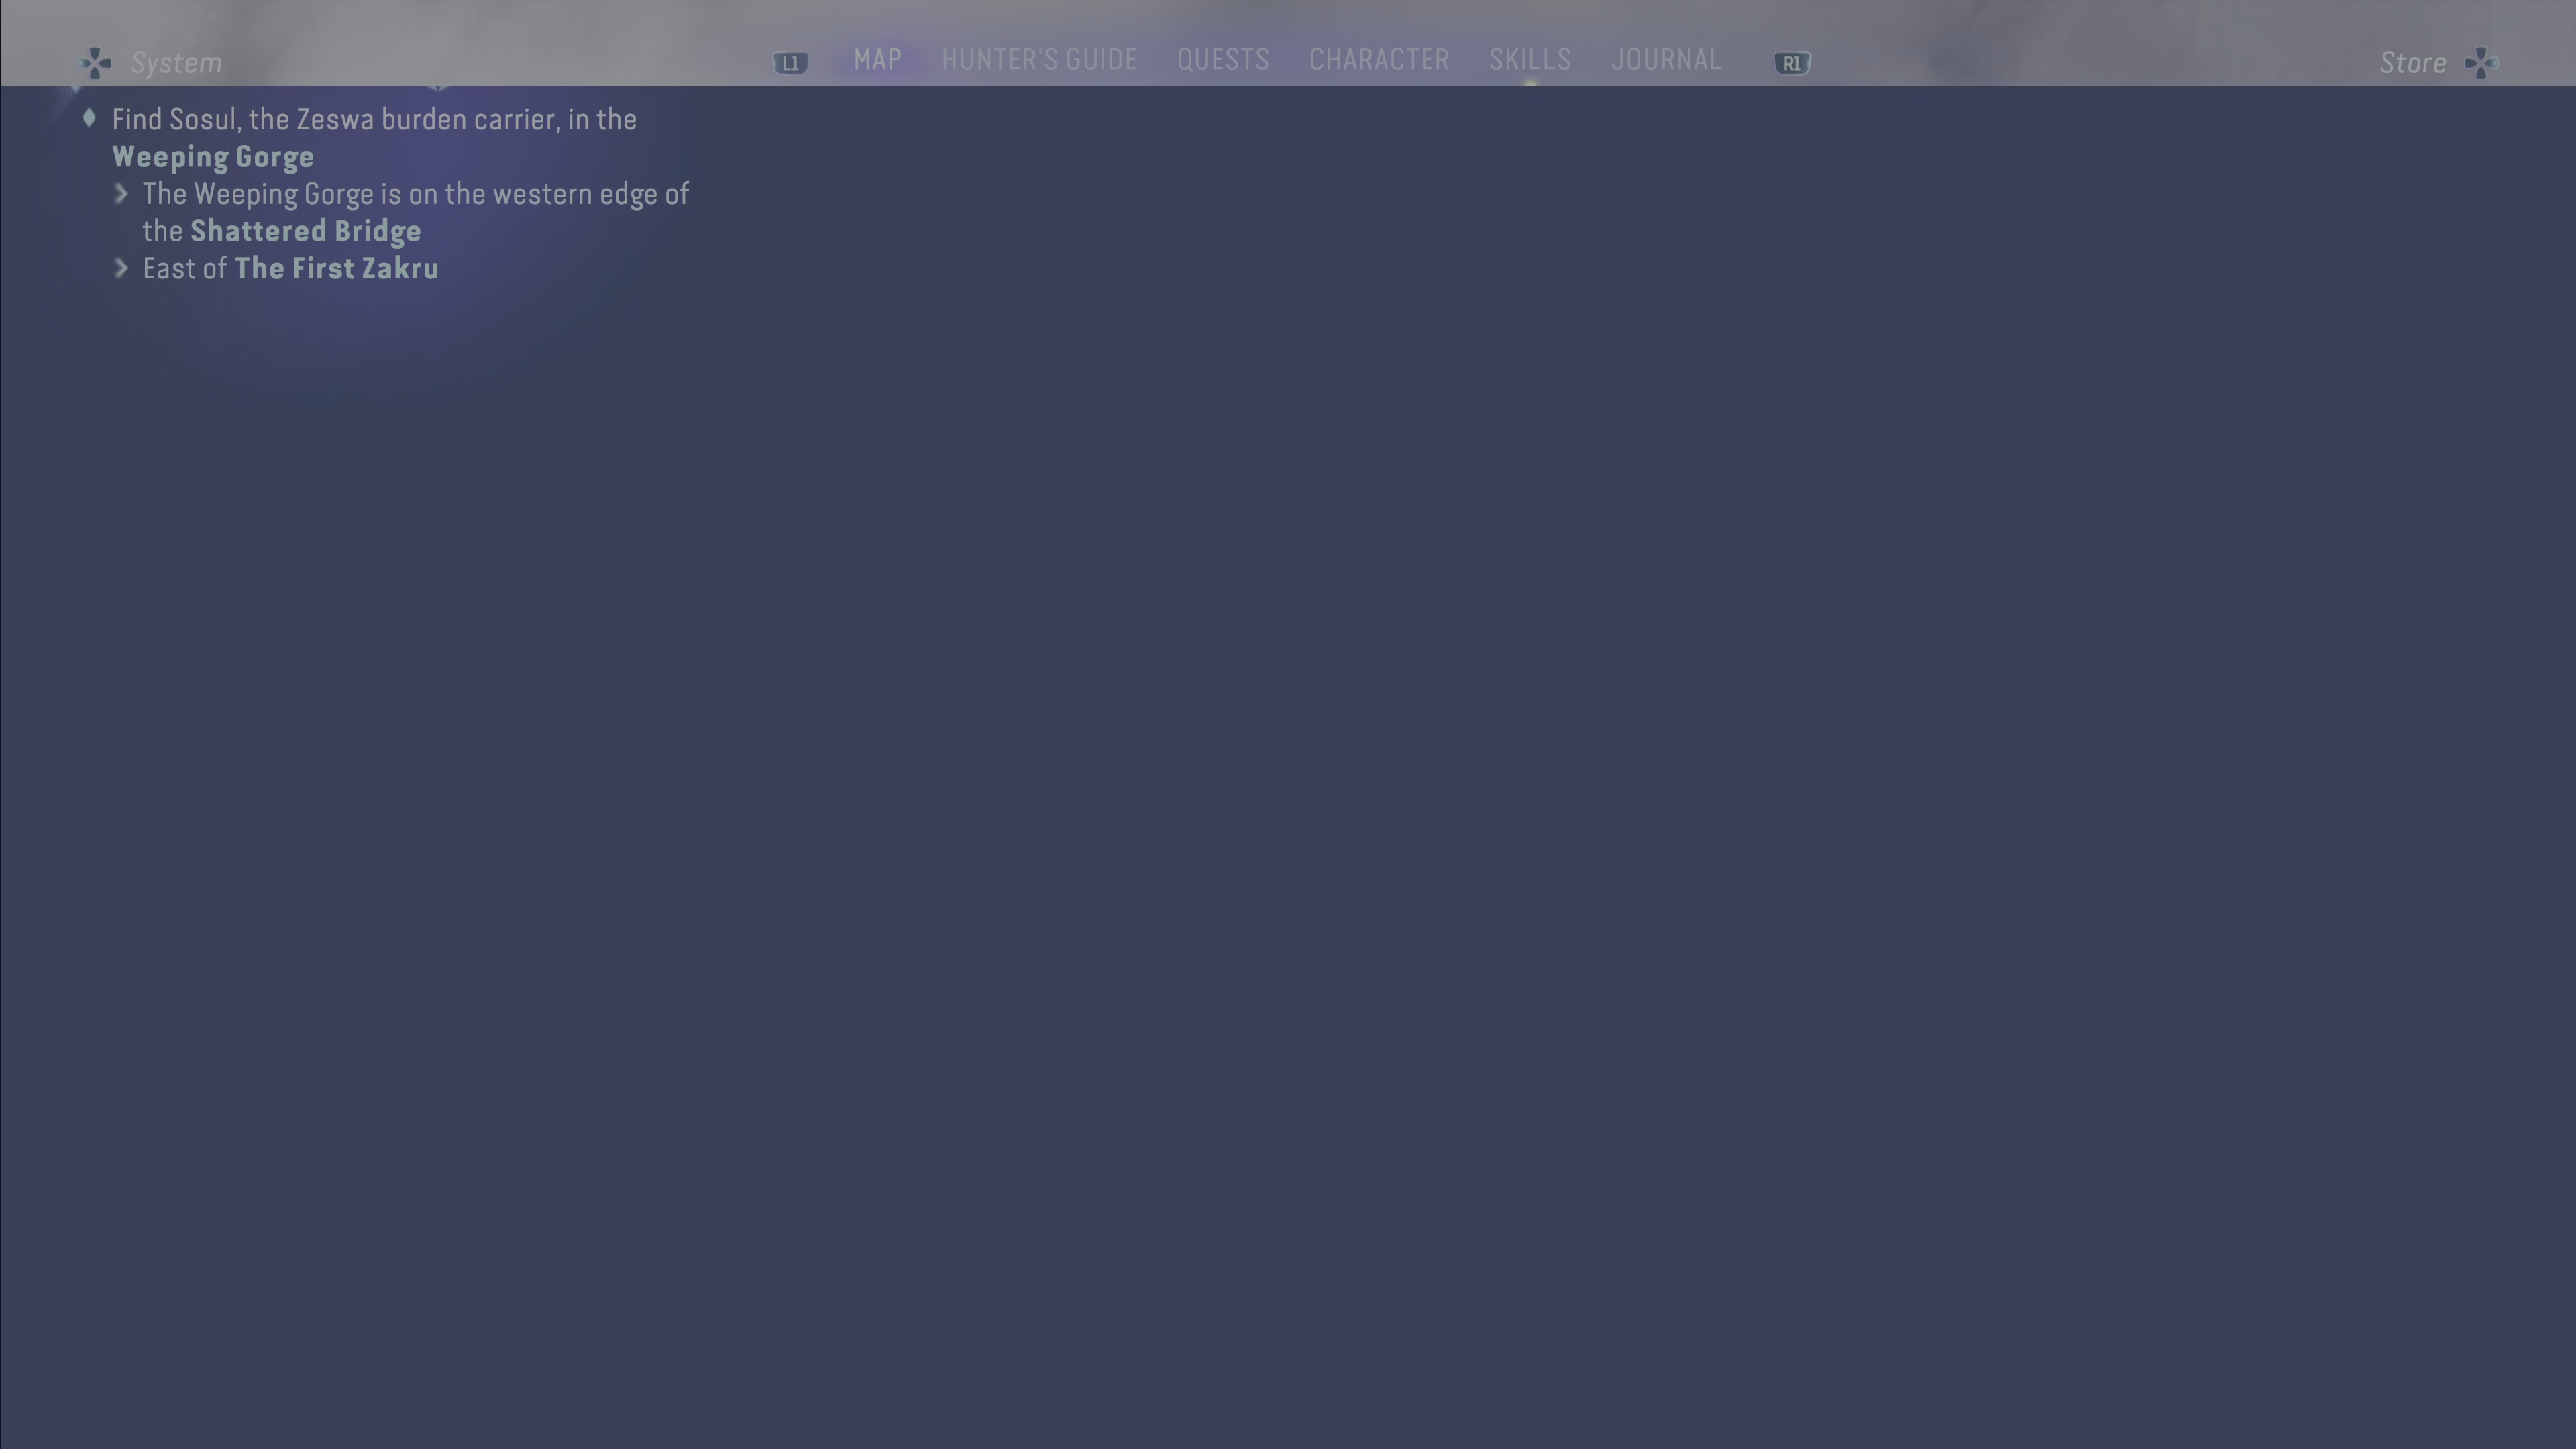 System
L1 MAP HUNTER'S GUIDE QUESTS CHARACTER SKILLS JOURNAL R1
Store
Find Sosul, the Zeswa burden carrier, in the
Weeping Gorge
The Weeping Gorge is on the western edge of
the Shattered Bridge
East of The First Zakru